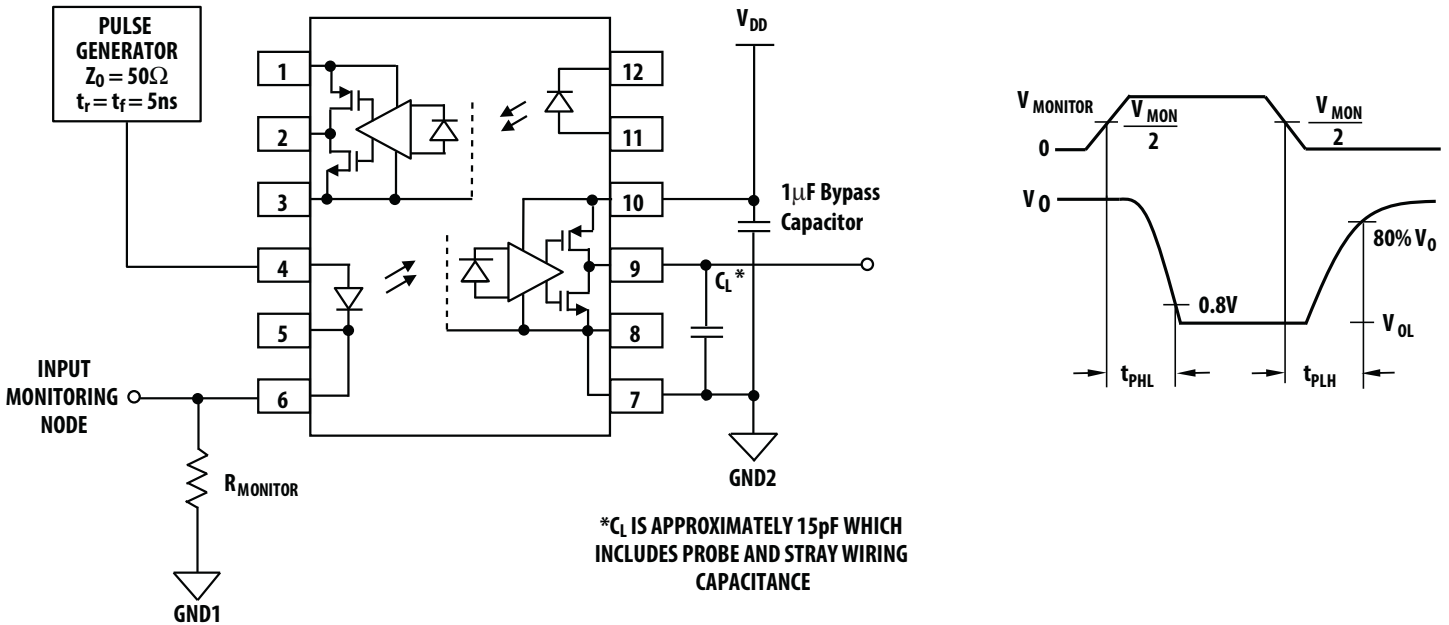 PULSE
GENERATOR
Z0 = 50Ω
tr = tf = 5ns
1
2
3
4
5
6
12
11
10
9
8
7
VDD
1μF Bypass
Capacitor
CL*
INPUT
MONITORING
NODE
RMONITOR
GND1
GND2
*CL IS APPROXIMATELY 15pF WHICH
INCLUDES PROBE AND STRAY WIRING
CAPACITANCE
VMONITOR
0
VMON
2
VMON
2
VO
80% VO
0.8V
VOL
tPHL
tPLH